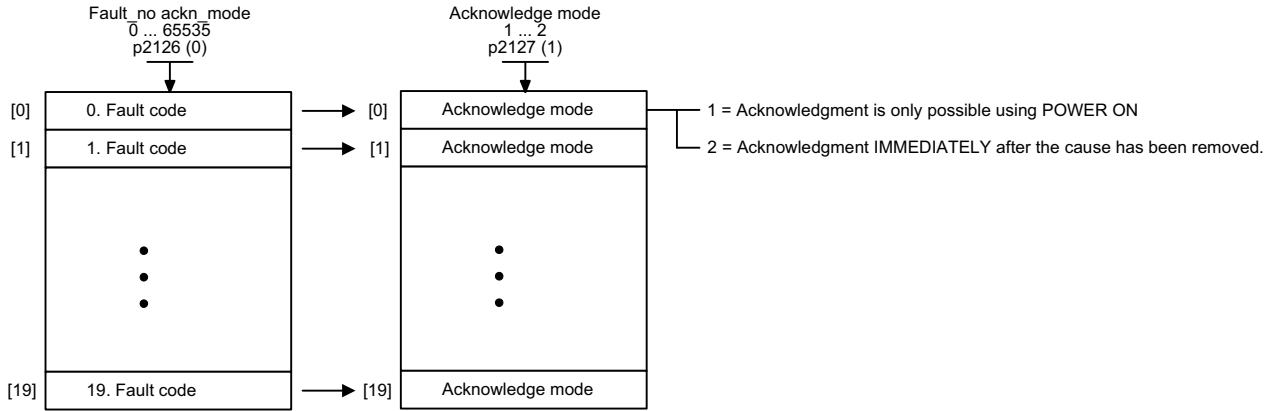 Fault_no ackn_mode
0 ... 65535
p2126 (0)
Acknowledge mode
1 ... 2
p2127 (1)
[0] 0. Fault code [0] Acknowledge mode 1 = Acknowledgment is only possible using POWER ON
[1] 1. Fault code [1] Acknowledge mode 2 = Acknowledgment IMMEDIATELY after the cause has been removed.
[19] 19. Fault code [19] Acknowledge mode